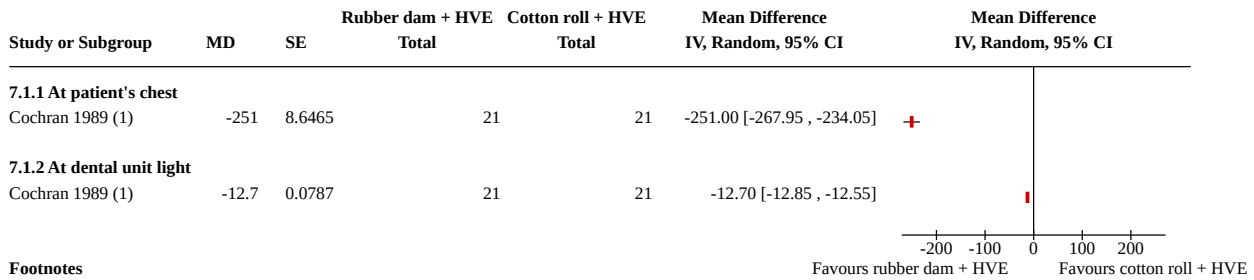 Rubber dam + HVE Cotton roll + HVE Mean Difference Mean Difference
Study or Subgroup MD SE Total Total IV, Random, 95% CI IV, Random, 95% CI
7.1.1 At patient's chest
Cochran 1989 (1) -251 8.6465 21 21 -251.00 [-267.95 , -234.05]
7.1.2 At dental unit light
Cochran 1989 (1) -12.7 0.0787 21 21 -12.70 [-12.85 , -12.55]
-200 -100 0 100 200
Footnotes Favours rubber dam + HVE Favours cotton roll + HVE